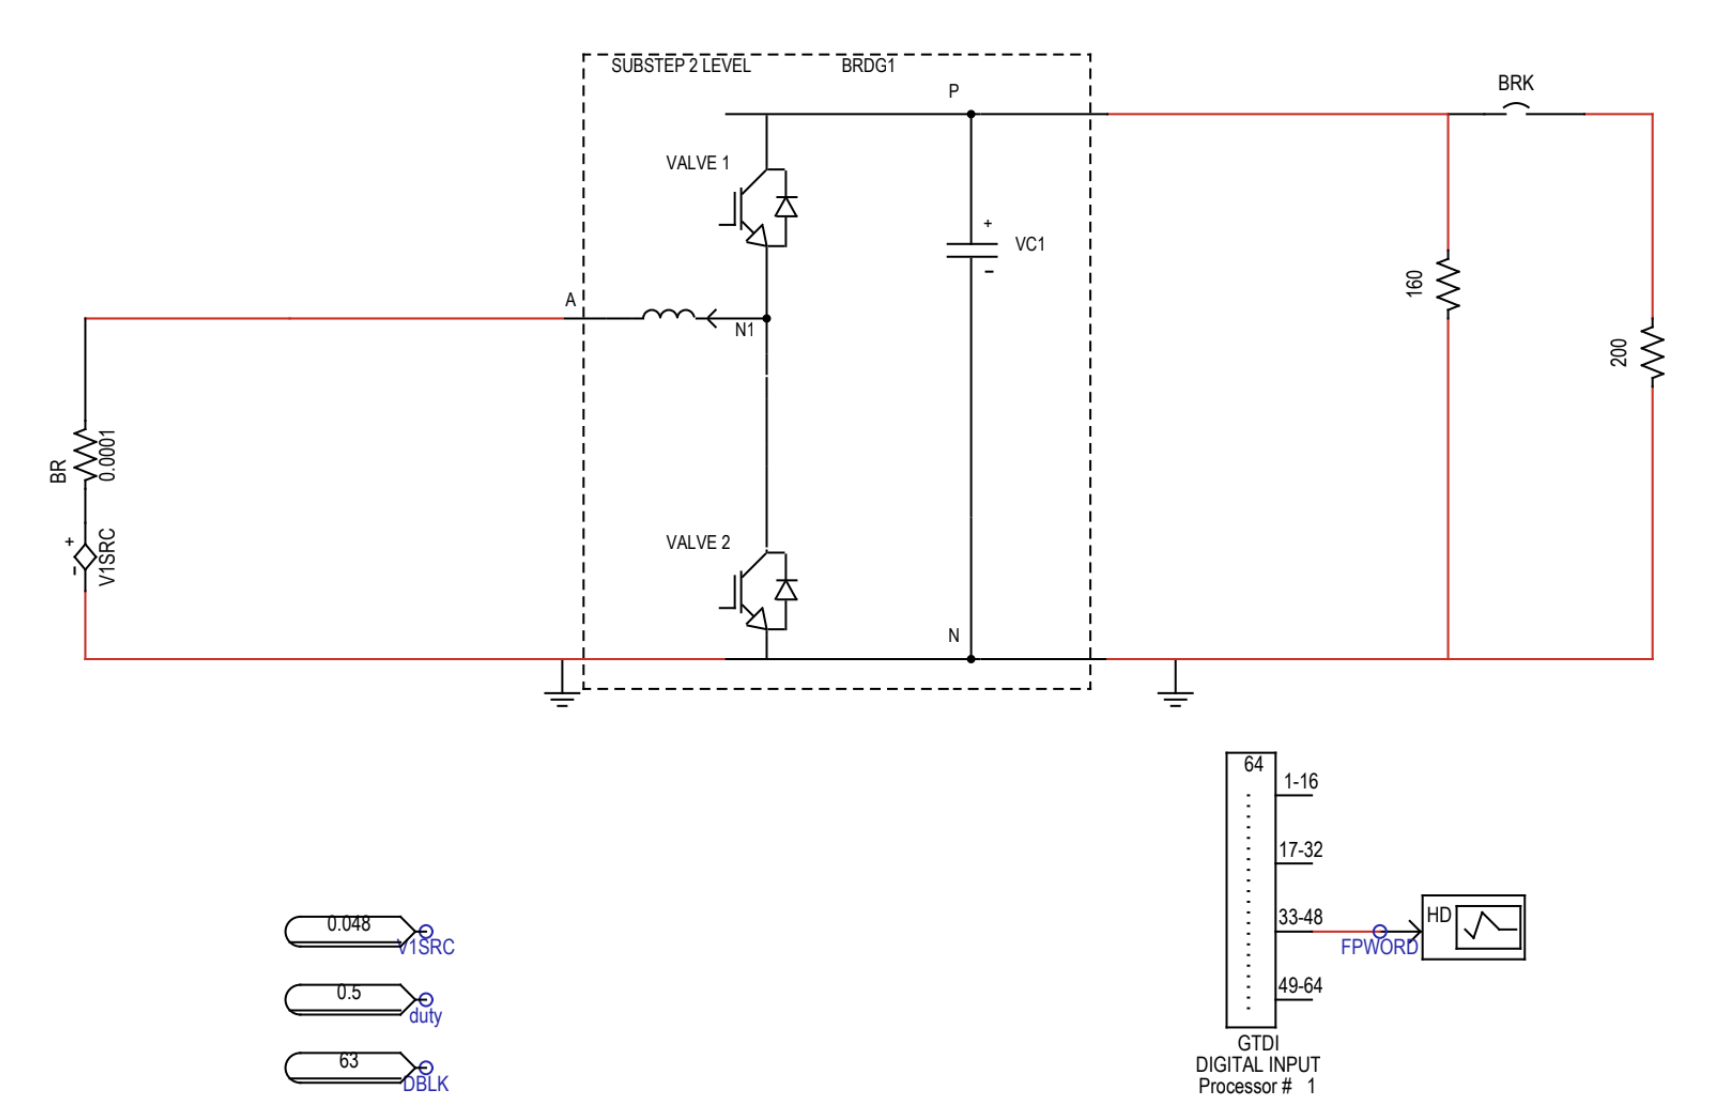 SUBSTEP 2 LEVEL
BRDG1
P
BRK
VALVE 1
+
VC1
−
160
A
N1
200
BR
0.0001
+
-
V1SRC
VALVE 2
N
64
1-16
17-32
33-48
HD
FPWORD
49-64
GTDI
DIGITAL INPUT
Processor # 1
0.048
V1SRC
0.5
duty
63
DBLK